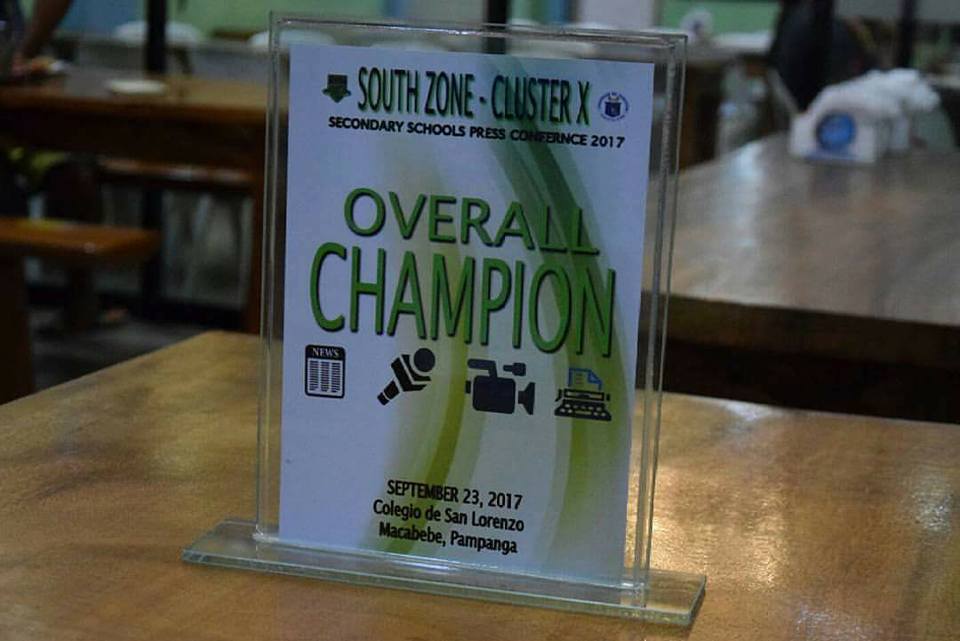 SOUTH ZONE - CLUSTER X
SECONDARY SCHOOLS PRESS CONFERNCE 2017
OVERALL
CHAMPION
NEWS
SEPTEMBER 23, 2017
Colegio de San Lorenzo
Macabebe, Pampanga